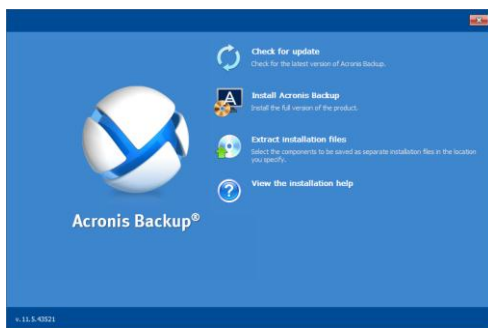 Check for update
Check for the latest version of Acronis Backup.
Install Acronis Backup
Install the full version of the product.
Extract installation files
Select the components to be saved as separate installation files in the location
you specify.
View the installation help
Acronis Backup®
v.11.5.43521